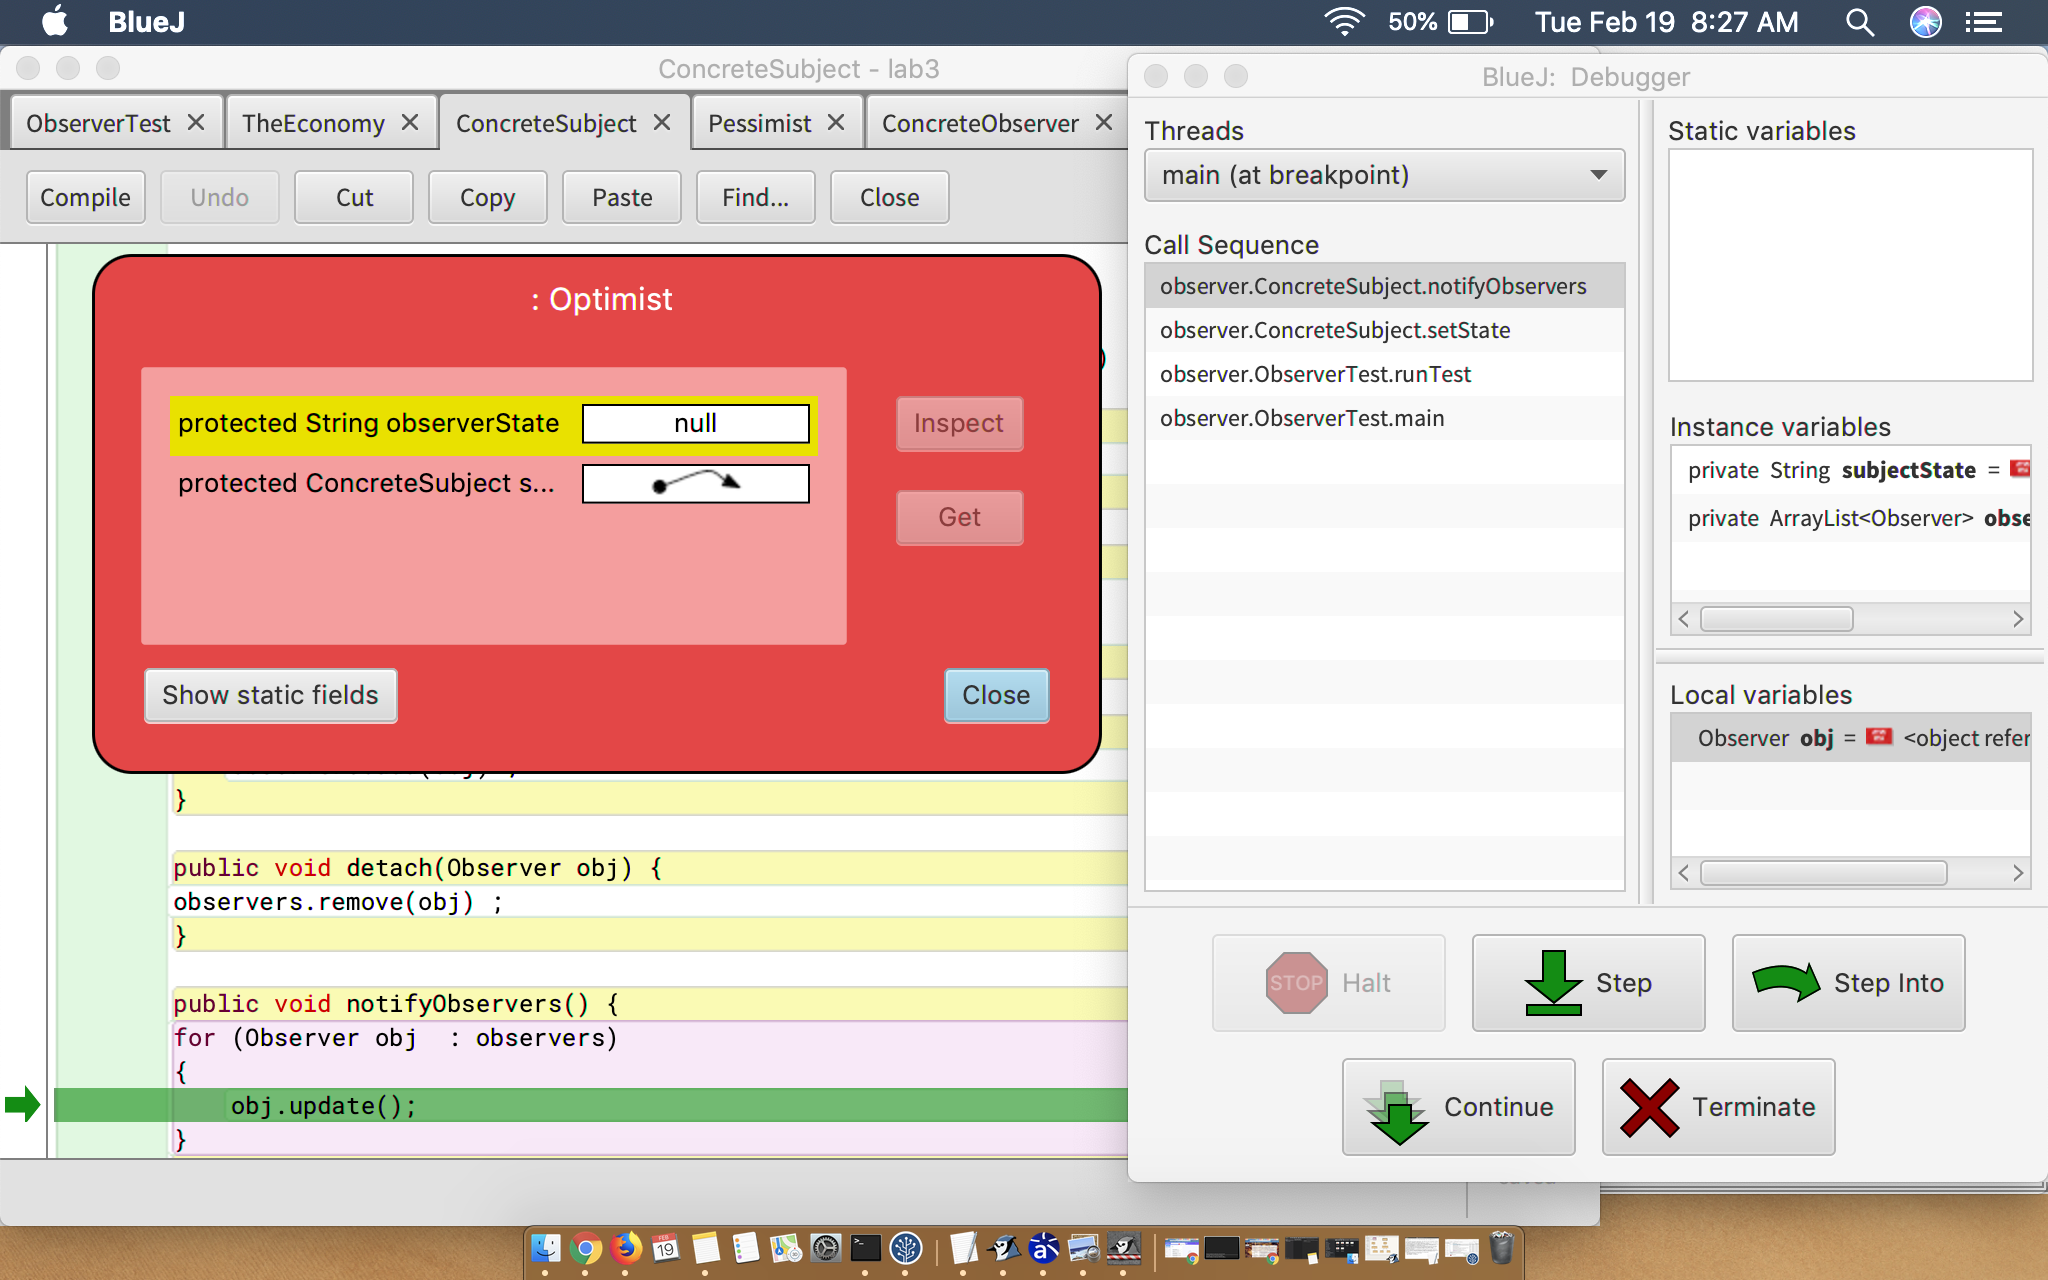 BlueJ
50%
Tue Feb 19 8:27 AM
ConcreteSubject - lab3
ObserverTest
TheEconomy
ConcreteSubject
Pessimist
ConcreteObserver
Compile
Undo
Cut
Copy
Paste
Find...
Close
: Optimist
protected String observerState
null
protected ConcreteSubject s...
Inspect
Get
Show static fields
Close
}
public void detach(Observer obj) {
observers.remove(obj) ;
}
public void notifyObservers() {
for (Observer obj  : observers)
{
obj.update();
}
BlueJ:  Debugger
Threads
main (at breakpoint)
Call Sequence
observer.ConcreteSubject.notifyObservers
observer.ConcreteSubject.setState
observer.ObserverTest.runTest
observer.ObserverTest.main
Static variables
Instance variables
private String subjectState =
private ArrayList<Observer> obse
Local variables
Observer obj = <object refer
STOP Halt
Step
Step Into
Continue
Terminate
FEB
19